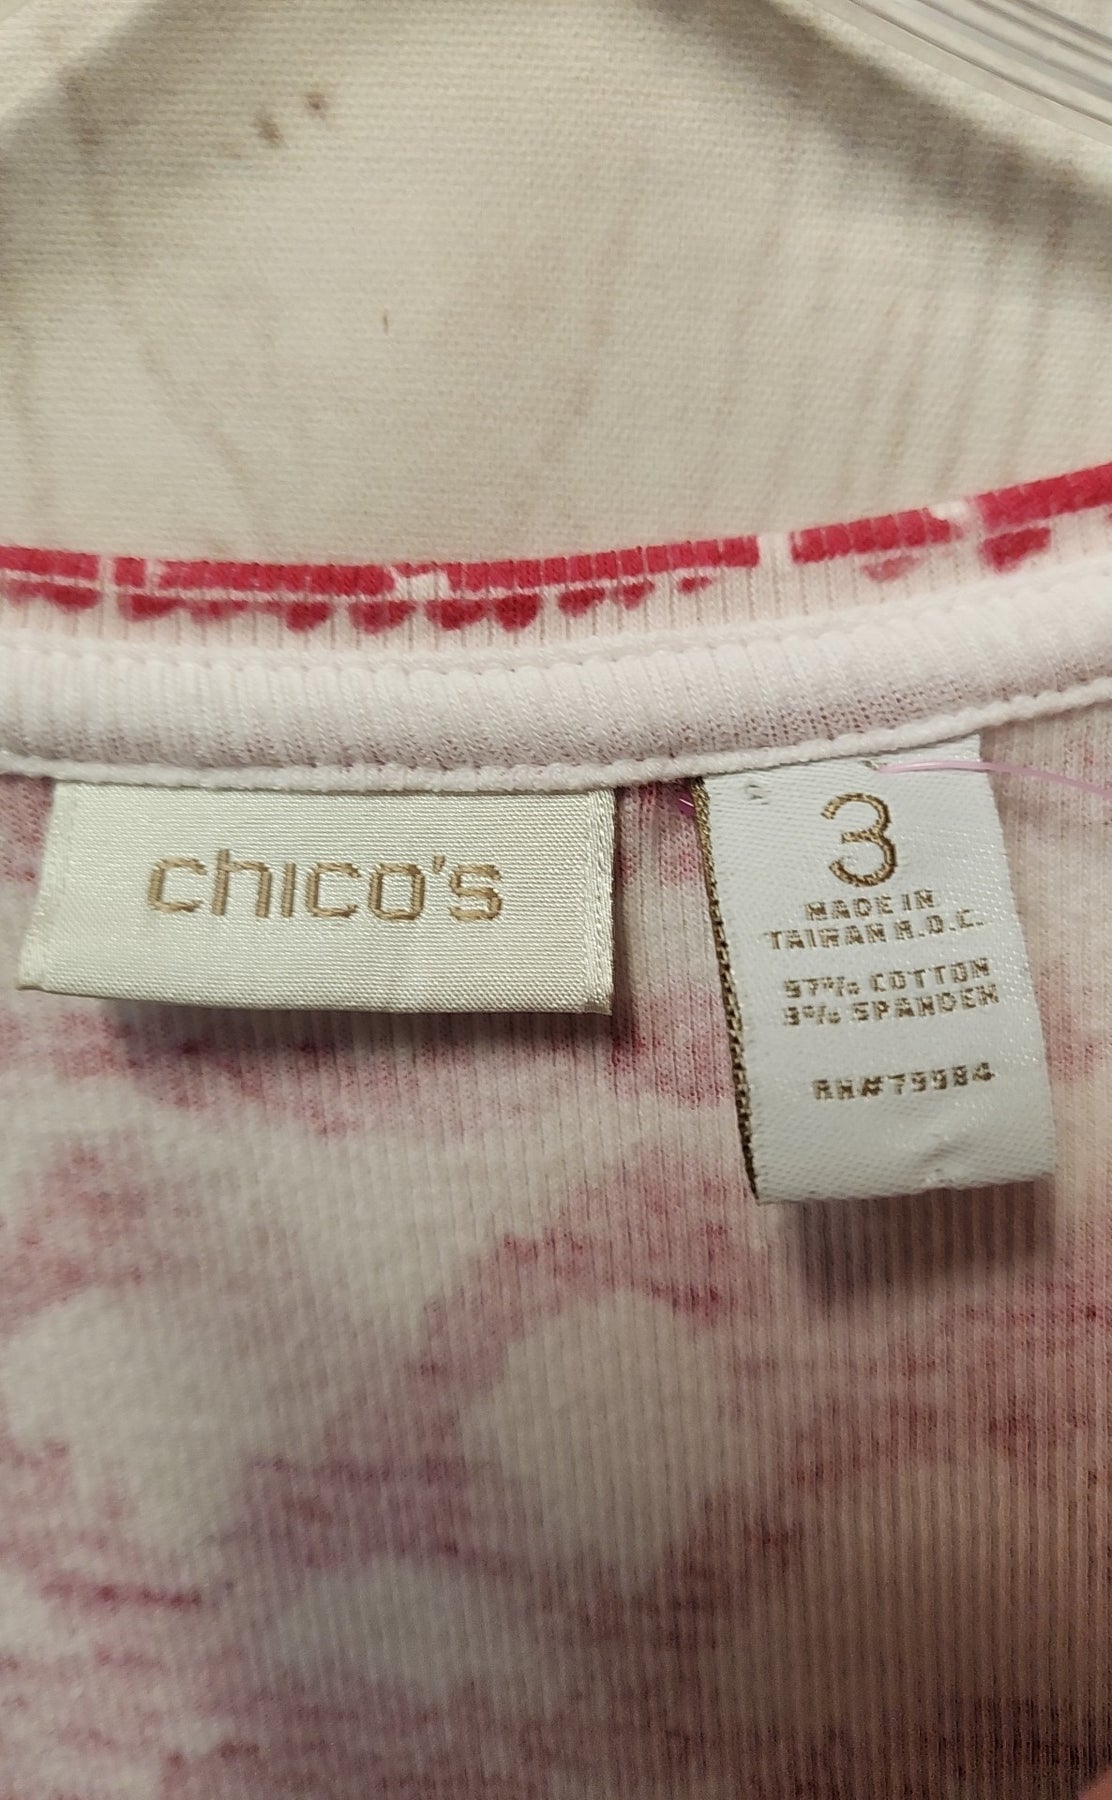 chico's
3
MADE IN
TAIWAN R.O.C.
97% COTTON
3% SPANDEX
RN#79984